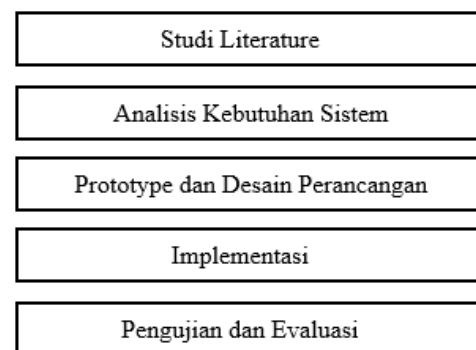 Studi Literature
Analisis Kebutuhan Sistem
Prototype dan Desain Perancangan
Implementasi
Pengujian dan Evaluasi